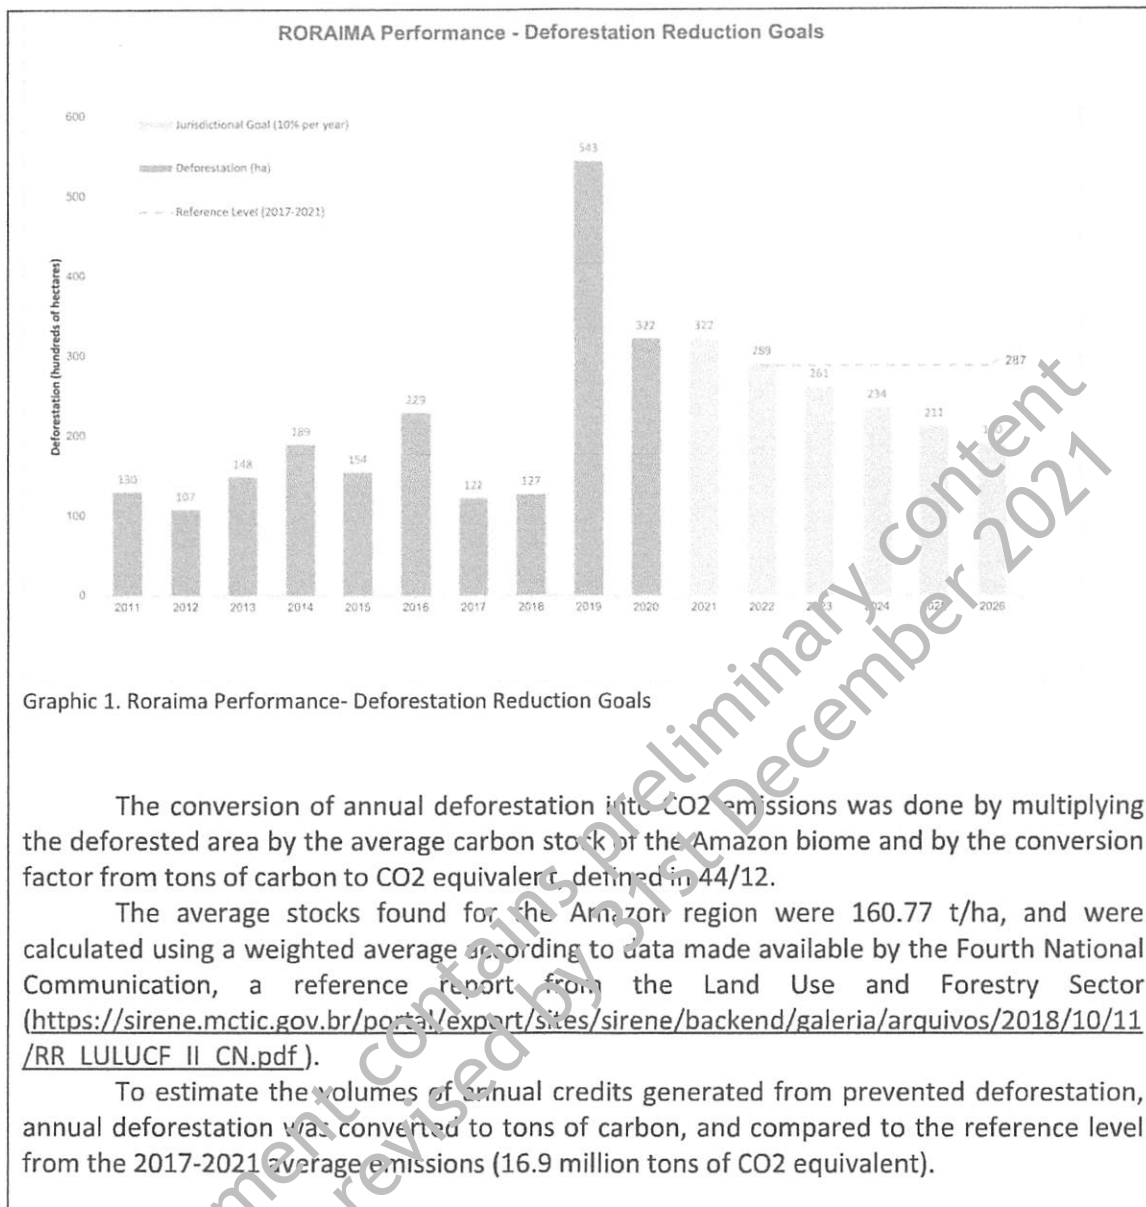 RORAIMA Performance - Deforestation Reduction Goals
600
Jurisdictional Goal (10% per year)
543
Deforestation (ha)
500
Reference Level (2017-2021)
Deforestation (hundreds of hectares)
400
322
322
300
289
287
261
234
229
211
200
189
154
148
130
122
127
107
100
0
2011 2012 2013 2014 2015 2016 2017 2018 2019 2020 2021 2022 2023 2024 2025 2026
Graphic 1. Roraima Performance- Deforestation Reduction Goals
The conversion of annual deforestation into CO2 emissions was done by multiplying
the deforested area by the average carbon stock of the Amazon biome and by the conversion
factor from tons of carbon to CO2 equivalent, defined in 44/12.
The average stocks found for the Amazon region were 160.77 t/ha, and were
calculated using a weighted average according to data made available by the Fourth National
Communication, a reference report from the Land Use and Forestry Sector
(https://sirene.mctic.gov.br/portal/export/sites/sirene/backend/galeria/arquivos/2018/10/11
/RR_LULUCF_II_CN.pdf ).
To estimate the volumes of annual credits generated from prevented deforestation,
annual deforestation was converted to tons of carbon, and compared to the reference level
from the 2017-2021 average emissions (16.9 million tons of CO2 equivalent).
contains preliminary content
revised by 31st December 2021